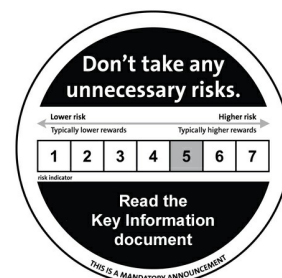 Don't take any
unnecessary risks.
Lower risk Higher risk
Typically lower rewards Typically higher rewards
1 2 3 4 5 6 7
risk indicator
Read the
Key Information
document
THIS IS A MANDATORY ANNOUNCEMENT